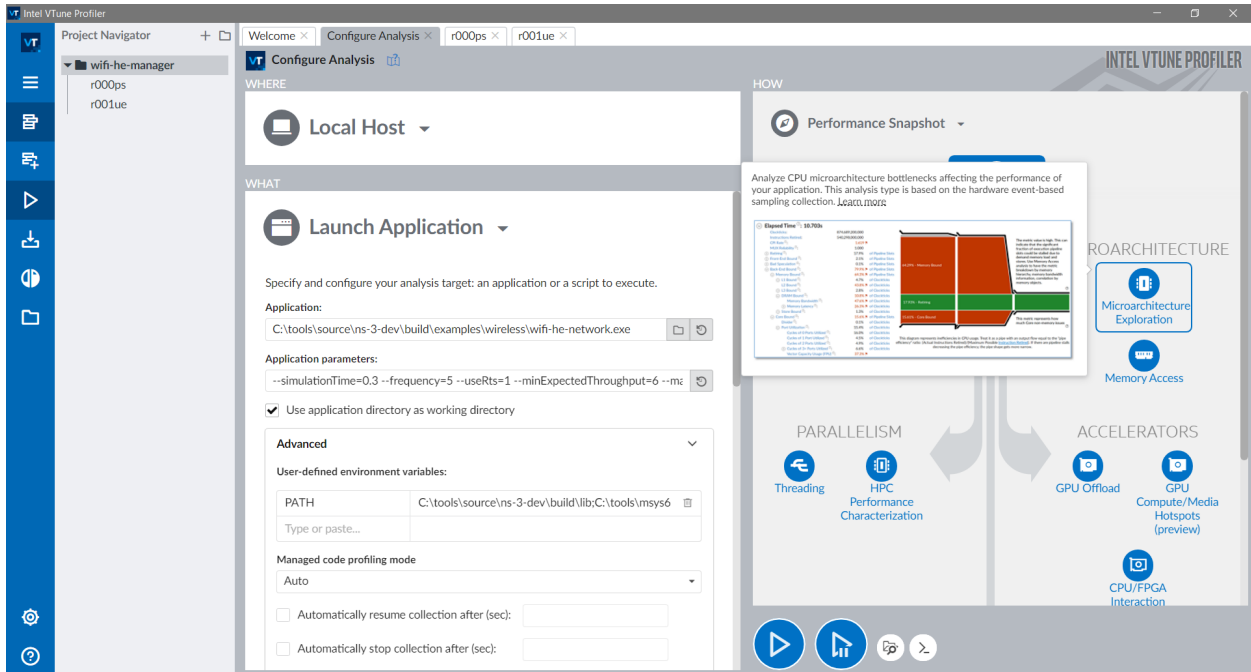 Intel VTune Profiler
Project Navigator
wifi-he-manager
r000ps
r001ue
Welcome
Configure Analysis
r000ps
r001ue
Configure Analysis
INTEL VTUNE PROFILER
WHERE
Local Host
WHAT
Launch Application
Specify and configure your analysis target: an application or a script to execute.
Application:
C:\tools\source\ns-3-dev\build\examples\wireless\wifi-he-network.exe
Application parameters:
--simulationTime=0.3 --frequency=5 --useRts=1 --minExpectedThroughput=6 --ma
Use application directory as working directory
Advanced
User-defined environment variables:
PATH C:\tools\source\ns-3-dev\build\lib;C:\tools\msys6
Type or paste...
Managed code profiling mode
Auto
Automatically resume collection after (sec):
Automatically stop collection after (sec):
HOW
Performance Snapshot
Analyze CPU microarchitecture bottlenecks affecting the performance of
your application. This analysis type is based on the hardware event-based
sampling collection. Learn more
Elapsed Time: 10.703s
ROARCHITECTURE
Microarchitecture
Exploration
Memory Access
PARALLELISM
Threading
HPC
Performance
Characterization
ACCELERATORS
GPU Offload
GPU
Compute/Media
Hotspots
(preview)
CPU/FPGA
Interaction